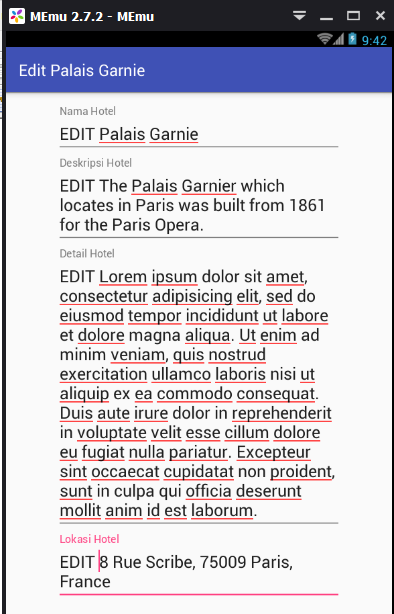 MEmu 2.7.2 - MEmu
9:42
Edit Palais Garnie
Nama Hotel
EDIT Palais Garnie
Deskripsi Hotel
EDIT The Palais Garnier which
locates in Paris was built from 1861
for the Paris Opera.
Detail Hotel
EDIT Lorem ipsum dolor sit amet,
consectetur adipisicing elit, sed do
eiusmod tempor incididunt ut labore
et dolore magna aliqua. Ut enim ad
minim veniam, quis nostrud
exercitation ullamco laboris nisi ut
aliquip ex ea commodo consequat.
Duis aute irure dolor in reprehenderit
in voluptate velit esse cillum dolore
eu fugiat nulla pariatur. Excepteur
sint occaecat cupidatat non proident,
sunt in culpa qui officia deserunt
mollit anim id est laborum.
Lokasi Hotel
EDIT 8 Rue Scribe, 75009 Paris,
France